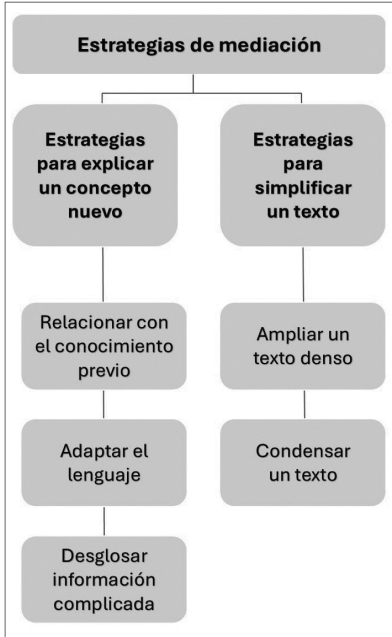 Estrategias de mediación
Estrategias
para explicar
un concepto
nuevo
Relacionar con
el conocimiento
previo
Adaptar el
lenguaje
Desglosar
información
complicada
Estrategias
para
simplificar
un texto
Ampliar un
texto denso
Condensar
un texto